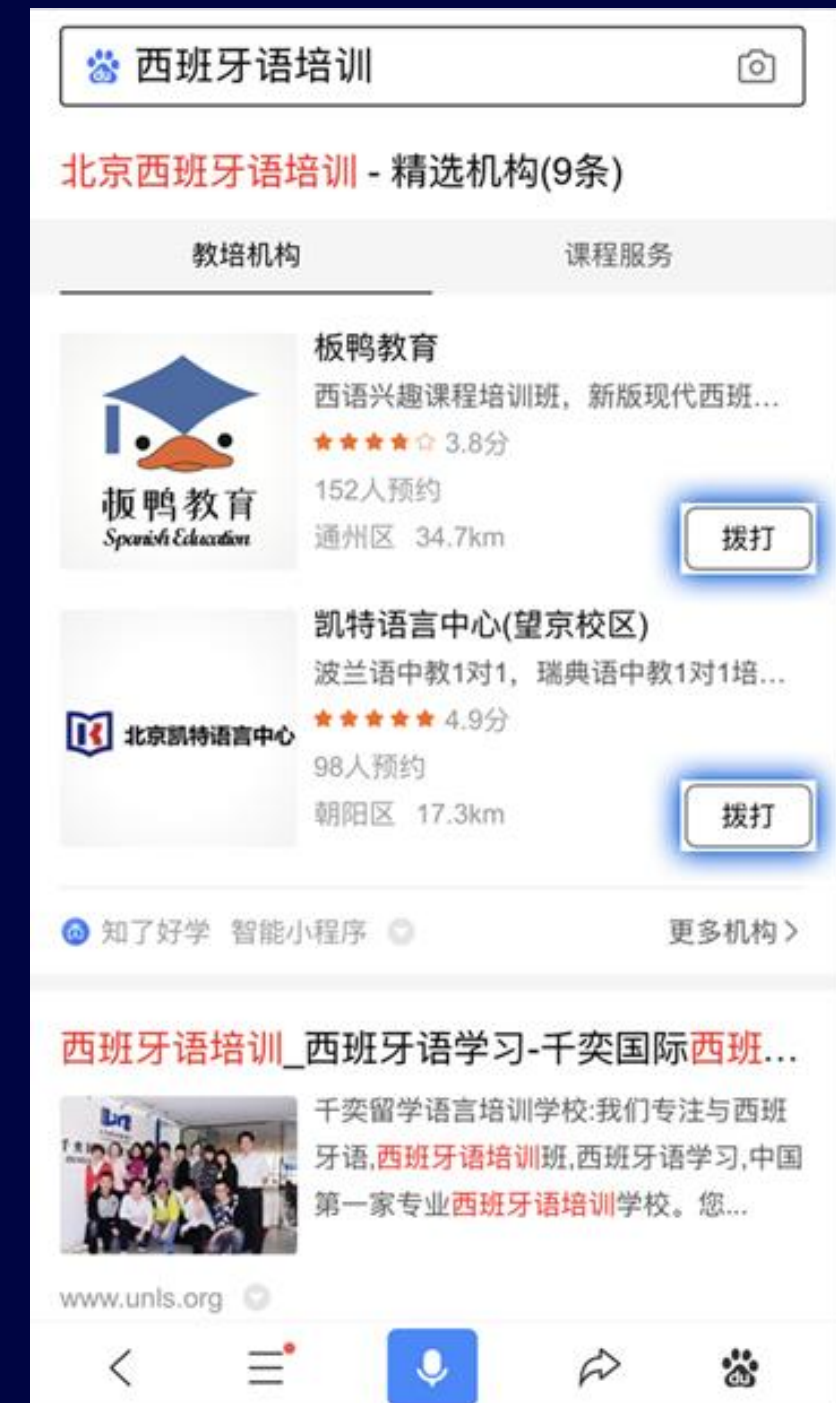 西班牙语培训
北京西班牙语培训 - 精选机构(9条)
教培机构
课程服务
板鸭教育
西语兴趣课程培训班，新版现代西班...
3.8分
152人预约
通州区 34.7km
拨打
板鸭教育
Spanish Education
凯特语言中心(望京校区)
波兰语中教1对1，瑞典语中教1对1培...
4.9分
98人预约
朝阳区 17.3km
拨打
北京凯特语言中心
知了好学 智能小程序
更多机构
西班牙语培训_西班牙语学习-千奕国际西班...
千奕留学语言培训学校:我们专注与西班
牙语,西班牙语培训班,西班牙语学习,中国
第一家专业西班牙语培训学校。您...
www.unls.org
du